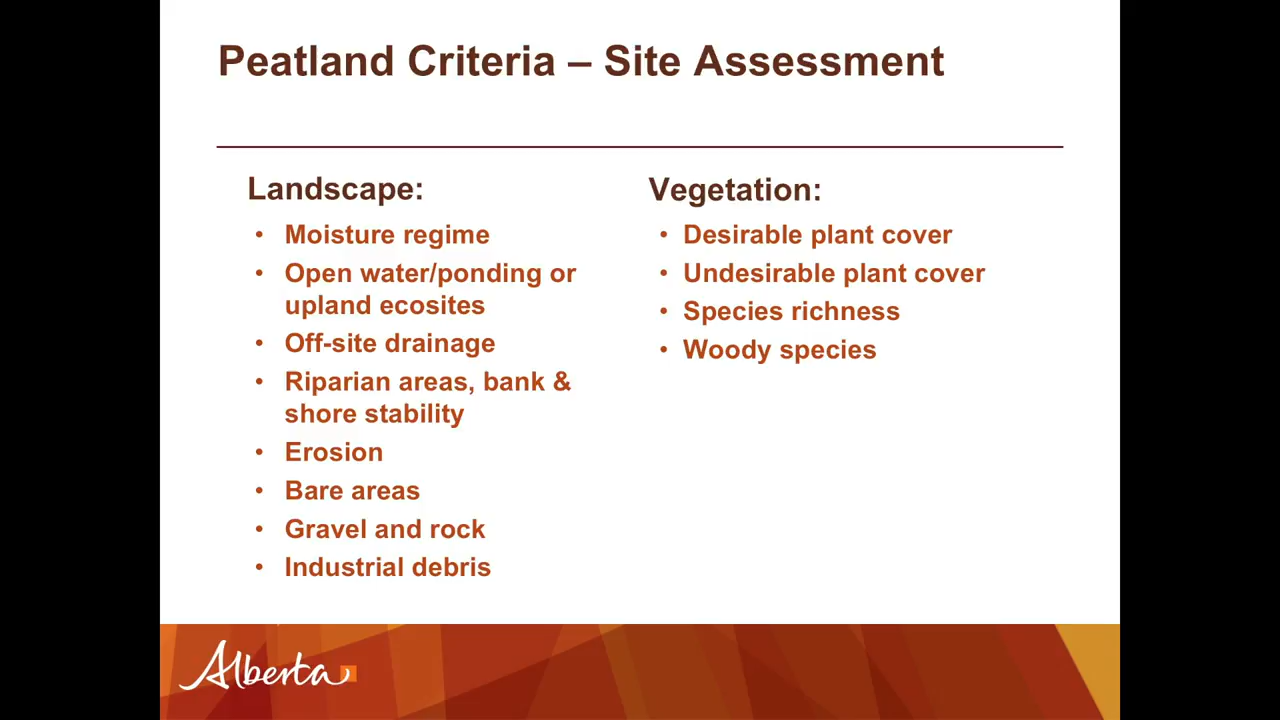 Peatland Criteria – Site Assessment
Landscape:
• Moisture regime
• Open water/ponding or
upland ecosites
• Off-site drainage
• Riparian areas, bank &
shore stability
• Erosion
• Bare areas
• Gravel and rock
• Industrial debris
Vegetation:
• Desirable plant cover
• Undesirable plant cover
• Species richness
• Woody species
Alberta